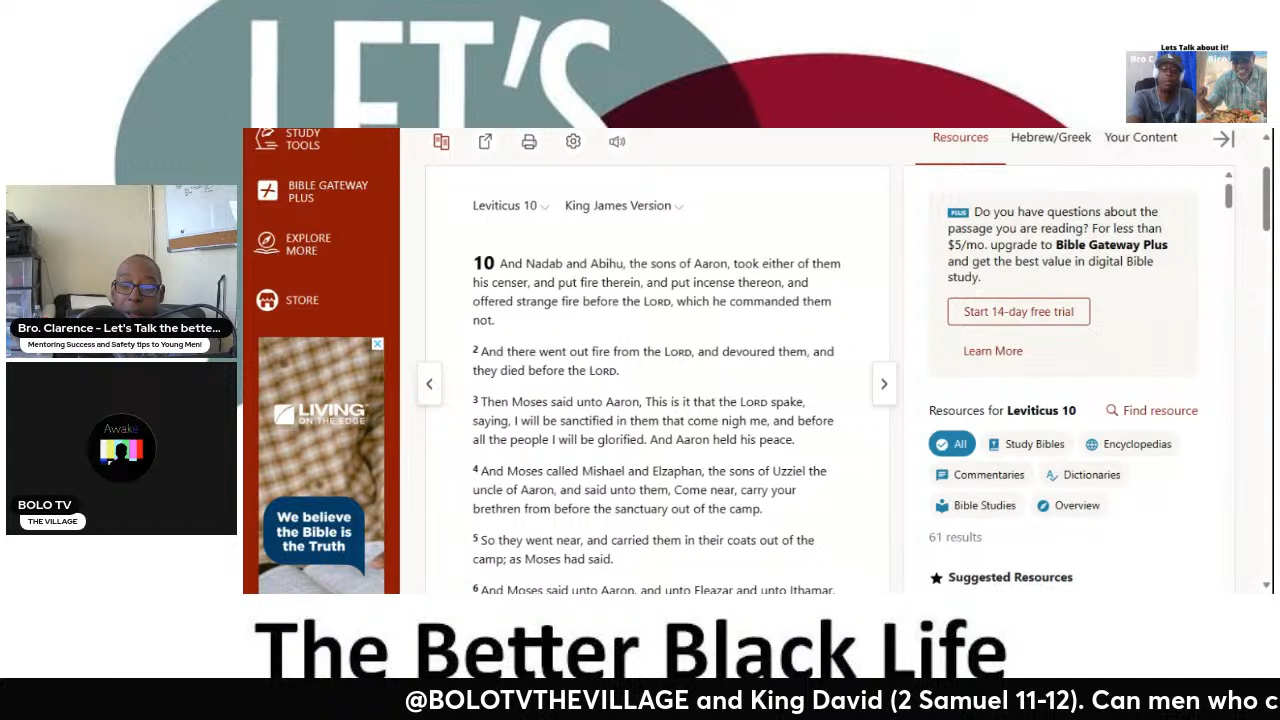 LET'S
Lets Talk about it!
Bro C
Rico
STUDY
TOOLS
BIBLE GATEWAY
PLUS
EXPLORE
MORE
STORE
LIVING
ON THE EDGE
We believe
the Bible is
the Truth
Leviticus 10 King James Version
10 And Nadab and Abihu, the sons of Aaron, took either of them
his censer, and put fire therein, and put incense thereon, and
offered strange fire before the LORD, which he commanded them
not.
2 And there went out fire from the LORD, and devoured them, and
they died before the LORD.
3 Then Moses said unto Aaron, This is it that the LORD spake,
saying, I will be sanctified in them that come nigh me, and before
all the people I will be glorified. And Aaron held his peace.
4 And Moses called Mishael and Elzaphan, the sons of Uzziel the
uncle of Aaron, and said unto them, Come near, carry your
brethren from before the sanctuary out of the camp.
5 So they went near, and carried them in their coats out of the
camp; as Moses had said.
6 And Moses said unto Aaron, and unto Eleazar and unto Ithamar,
Resources Hebrew/Greek Your Content
PLUS Do you have questions about the
passage you are reading? For less than
$5/mo. upgrade to Bible Gateway Plus
and get the best value in digital Bible
study.
Start 14-day free trial
Learn More
Resources for Leviticus 10 Find resource
All Study Bibles Encyclopedias
Commentaries Dictionaries
Bible Studies Overview
61 results
Suggested Resources
Bro. Clarence - Let's Talk the bette...
Mentoring Success and Safety tips to Young Men!
Awake
BOLO TV
THE VILLAGE
The Better Black Life
@BOLOTVTHEVILLAGE and King David (2 Samuel 11-12). Can men who c